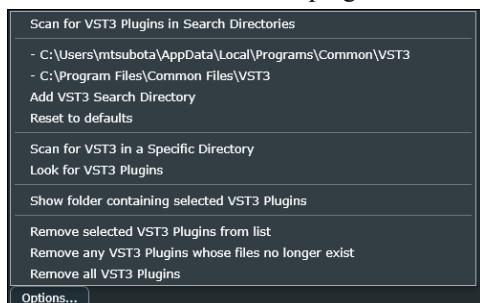 Scan for VST3 Plugins in Search Directories
- C:\Users\mtsubota\AppData\Local\Programs\Common\VST3
- C:\Program Files\Common Files\VST3
Add VST3 Search Directory
Reset to defaults
Scan for VST3 in a Specific Directory
Look for VST3 Plugins
Show folder containing selected VST3 Plugins
Remove selected VST3 Plugins from list
Remove any VST3 Plugins whose files no longer exist
Remove all VST3 Plugins
Options...